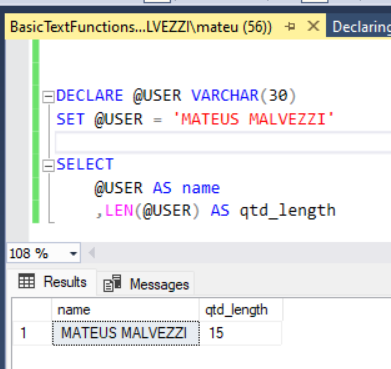 BasicTextFunctions...LVEZZI\mateu (56)) Declaring
DECLARE @USER VARCHAR(30)
SET @USER = 'MATEUS MALVEZZI'
SELECT
@USER AS name
,LEN(@USER) AS qtd_length
108 %
Results Messages
name qtd_length
1 MATEUS MALVEZZI 15